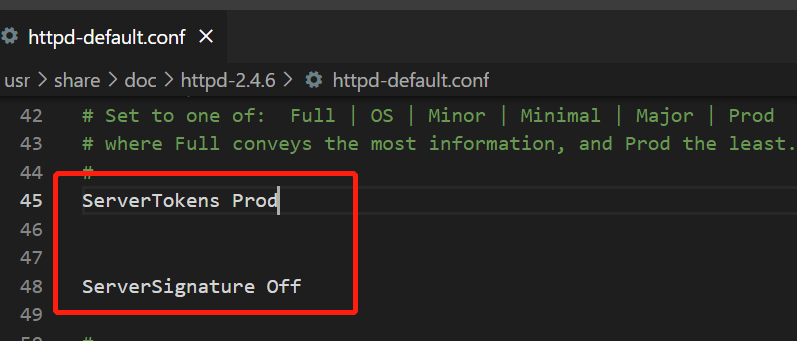 httpd-default.conf ×
usr > share > doc > httpd-2.4.6 > httpd-default.conf
42 # Set to one of:  Full | OS | Minor | Minimal | Major | Prod
43 # where Full conveys the most information, and Prod the least.
44 #
45 ServerTokens Prod
46
47
48 ServerSignature Off
49
50 #